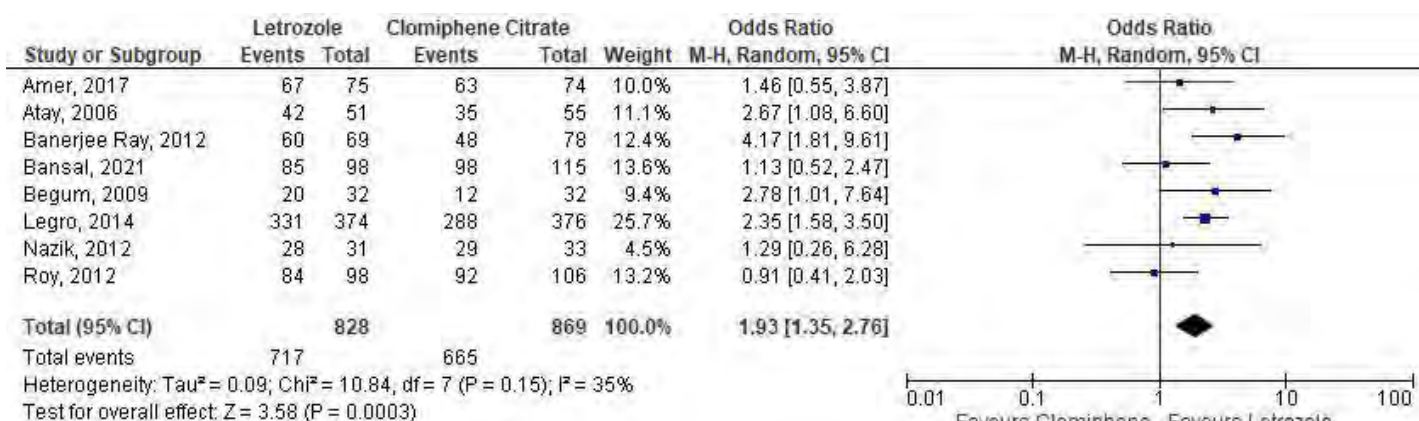 Letrozole Clomiphene Citrate Odds Ratio Odds Ratio
Study or Subgroup Events Total Events Total Weight M-H, Random, 95% CI M-H, Random, 95% CI
Amer, 2017 67 75 63 74 10.0% 1.46 [0.55, 3.87]
Atay, 2006 42 51 35 55 11.1% 2.67 [1.08, 6.60]
Banerjee Ray, 2012 60 69 48 78 12.4% 4.17 [1.81, 9.61]
Bansal, 2021 85 98 98 115 13.6% 1.13 [0.52, 2.47]
Begum, 2009 20 32 12 32 9.4% 2.78 [1.01, 7.64]
Legro, 2014 331 374 288 376 25.7% 2.35 [1.58, 3.50]
Nazik, 2012 28 31 29 33 4.5% 1.29 [0.26, 6.28]
Roy, 2012 84 98 92 106 13.2% 0.91 [0.41, 2.03]
Total (95% CI) 828 869 100.0% 1.93 [1.35, 2.76]
Total events 717 665
Heterogeneity: Tau² = 0.09; Chi² = 10.84, df = 7 (P = 0.15); I² = 35%
Test for overall effect: Z = 3.58 (P = 0.0003)
0.01 0.1 1 10 100
Favours Clomiphene Favours Letrozole